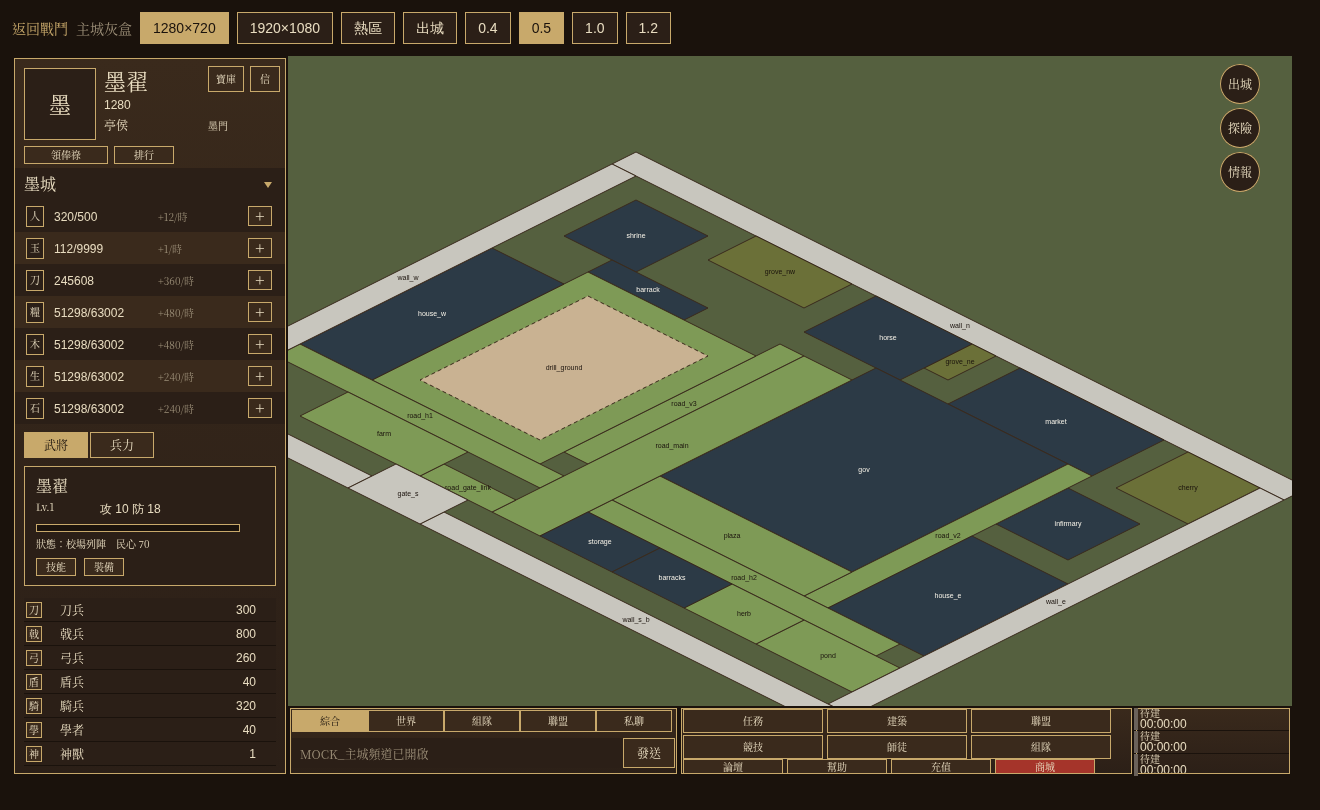 返回戰鬥 主城灰盒 1280×720 1920×1080 熱區 出城 0.4 0.5 1.0 1.2
墨
墨翟
寶庫 信
1280
亭侯 墨門
領俸祿 排行
墨城
人 320/500 +12/時 +
玉 112/9999 +1/時 +
刀 245608 +360/時 +
糧 51298/63002 +480/時 +
木 51298/63002 +480/時 +
生 51298/63002 +240/時 +
石 51298/63002 +240/時 +
武將 兵力
墨翟
Lv.1 攻 10 防 18
狀態：校場列陣 民心 70
技能 裝備
刀 刀兵 300
戟 戟兵 800
弓 弓兵 260
盾 盾兵 40
騎 騎兵 320
學 學者 40
神 神獸 1
出城
探險
情報
shrine
grove_nw
wall_w
barrack
house_w
wall_n
horse
grove_ne
drill_ground
road_v3
road_h1
market
farm
road_main
gov
road_gate_link
gate_s
cherry
infirmary
plaza
road_v2
storage
barracks
road_h2
house_e
wall_e
herb
wall_s_b
pond
綜合 世界 組隊 聯盟 私聊
MOCK_主城頻道已開啟 發送
任務 建築 聯盟
競技 師徒 組隊
論壇 幫助 充值 商城
待建
00:00:00
待建
00:00:00
待建
00:00:00